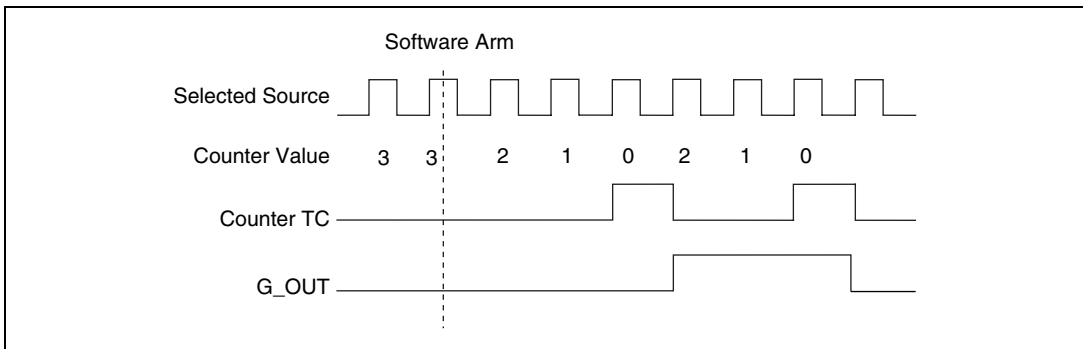 Software Arm
Selected Source
Counter Value 3 3 2 1 0 2 1 0
Counter TC
G_OUT